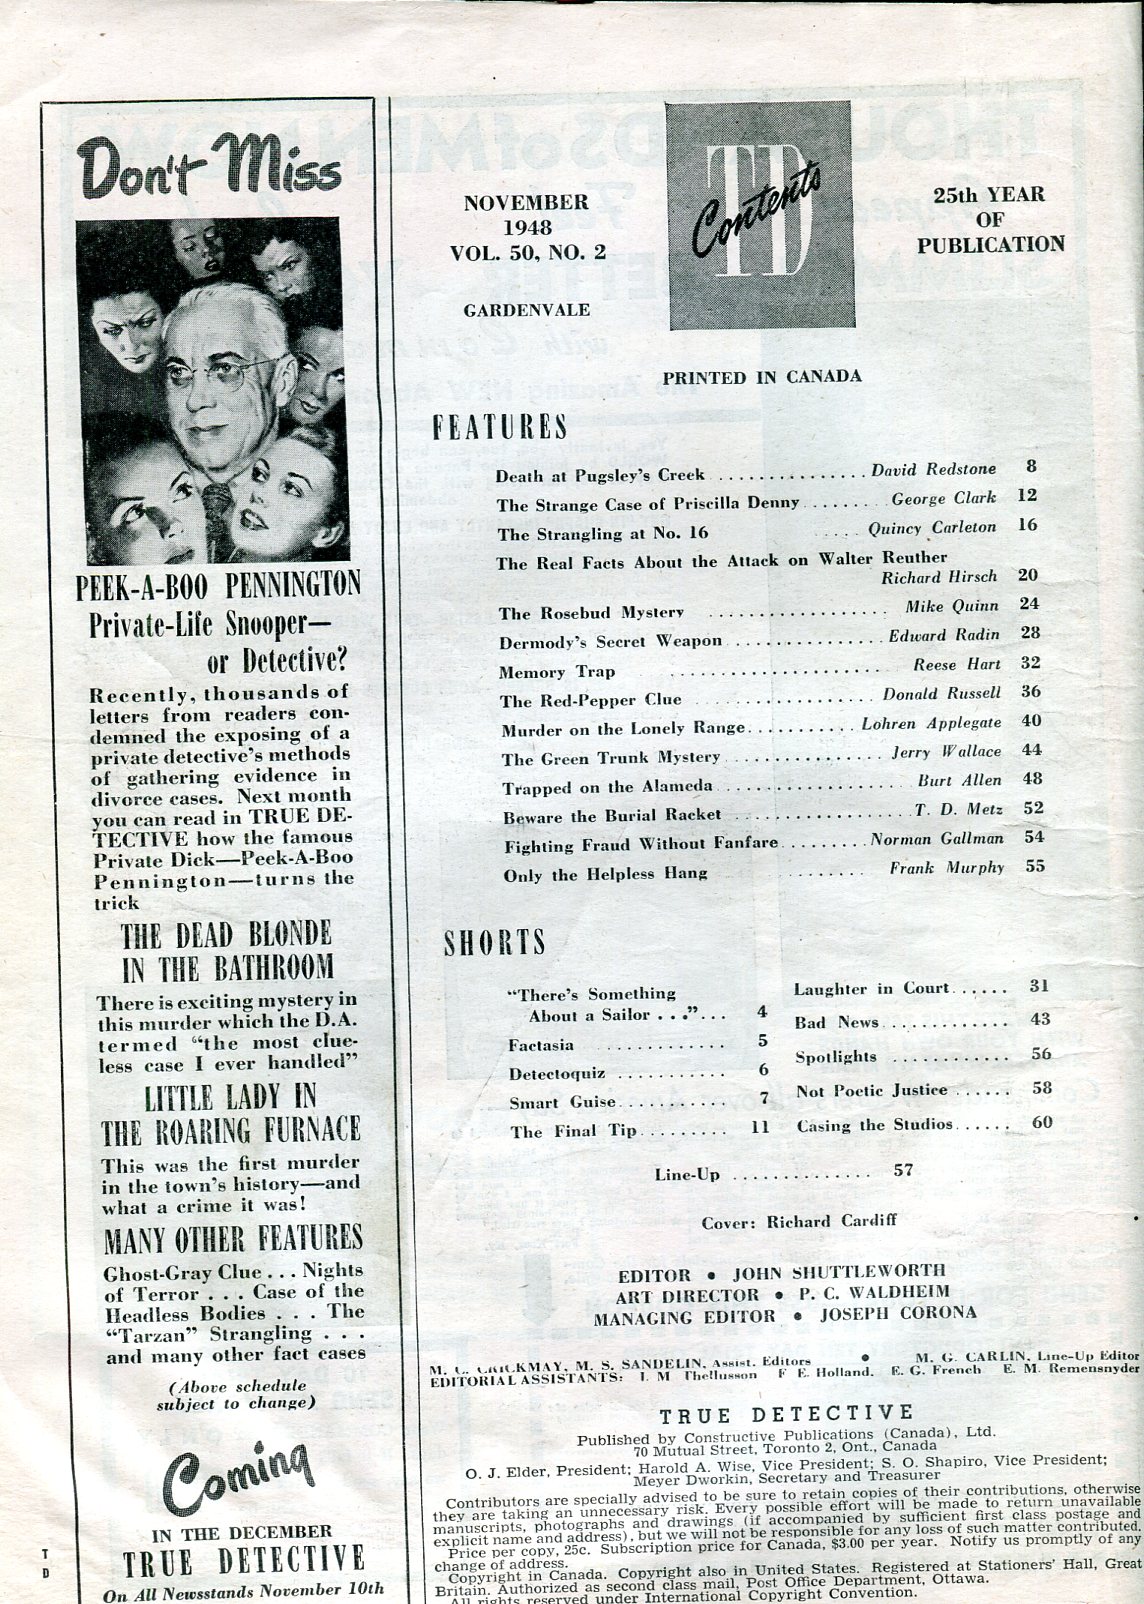 Don't Miss
PEEK-A-BOO PENNINGTON
Private-Life Snooper—
or Detective?
Recently, thousands of
letters from readers con-
demned the exposing of a
private detective's methods
of gathering evidence in
divorce cases. Next month
you can read in TRUE DE-
TECTIVE how the famous
Private Dick—Peek-A-Boo
Pennington—turns the
trick
THE DEAD BLONDE
IN THE BATHROOM
There is exciting mystery in
this murder which the D.A.
termed "the most clue-
less case I ever handled"
LITTLE LADY IN
THE ROARING FURNACE
This was the first murder
in the town's history—and
what a crime it was!
MANY OTHER FEATURES
Ghost-Gray Clue . . . Nights
of Terror . . . Case of the
Headless Bodies . . . The
"Tarzan" Strangling . . .
and many other fact cases
(Above schedule
subject to change)
Coming
IN THE DECEMBER
TRUE DETECTIVE
On All Newsstands November 10th
T
D
NOVEMBER
1948
VOL. 50, NO. 2
GARDENVALE
TD
Contents
25th YEAR
OF
PUBLICATION
PRINTED IN CANADA
FEATURES
Death at Pugsley's Creek . . . . . . . . . . . . . . . David Redstone 8
The Strange Case of Priscilla Denny . . . . . . . . . George Clark 12
The Strangling at No. 16 . . . . . Quincy Carleton 16
The Real Facts About the Attack on Walter Reuther
Richard Hirsch 20
The Rosebud Mystery . . . . . . . . . . . . . . . . . . Mike Quinn 24
Dermody's Secret Weapon . . . . . . . . . . . . . . . . Edward Radin 28
Memory Trap . . . . . . . . . . . . . . . . . . . . . . . Reese Hart 32
The Red-Pepper Clue . . . . . . . . . . . . . . . . . . Donald Russell 36
Murder on the Lonely Range . . . . . . . . . . . Lohren Applegate 40
The Green Trunk Mystery . . . . . . . . . . . . . . . . Jerry Wallace 44
Trapped on the Alameda . . . . . . . . . . . . . . . . . . . Burt Allen 48
Beware the Burial Racket . . . . . . . . . . . . . . . . . . T. D. Metz 52
Fighting Fraud Without Fanfare . . . . . . . . . Norman Gallman 54
Only the Helpless Hang . . . . . . . . . . Frank Murphy 55
SHORTS
"There's Something
About a Sailor . . ." . . . 4
Factasia . . . . . . . . . . . . . 5
Detectoquiz . . . . . . . . . . . 6
Smart Guise . . . . . . . . . . . 7
The Final Tip . . . . . . . . . 11
Laughter in Court . . . . . . 31
Bad News . . . . . . . . . . . . 43
Spotlights . . . . . . . . . . . . 56
Not Poetic Justice . . . . . . 58
Casing the Studios . . . . . . 60
Line-Up . . . . . . . . . . . . . . 57
Cover: Richard Cardiff
EDITOR • JOHN SHUTTLEWORTH
ART DIRECTOR • P. C. WALDHEIM
MANAGING EDITOR • JOSEPH CORONA
M. C. CRICKMAY, M. S. SANDELIN, Assist. Editors • M. G. CARLIN, Line-Up Editor
EDITORIAL ASSISTANTS: I. M Thellusson F. E. Holland. E. G. French E. M. Remensnyder
TRUE DETECTIVE
Published by Constructive Publications (Canada), Ltd.
70 Mutual Street, Toronto 2, Ont., Canada
O. J. Elder, President; Harold A. Wise, Vice President; S. O. Shapiro, Vice President;
Meyer Dworkin, Secretary and Treasurer
Contributors are specially advised to be sure to retain copies of their contributions, otherwise
they are taking an unnecessary risk. Every possible effort will be made to return unavailable
manuscripts, photographs and drawings (if accompanied by sufficient first class postage and
explicit name and address), but we will not be responsible for any loss of such matter contributed.
Price per copy, 25c. Subscription price for Canada, $3.00 per year. Notify us promptly of any
change of address.
Copyright in Canada. Copyright also in United States. Registered at Stationers' Hall, Great
Britain. Authorized as second class mail, Post Office Department, Ottawa.
All rights reserved under International Copyright Convention.